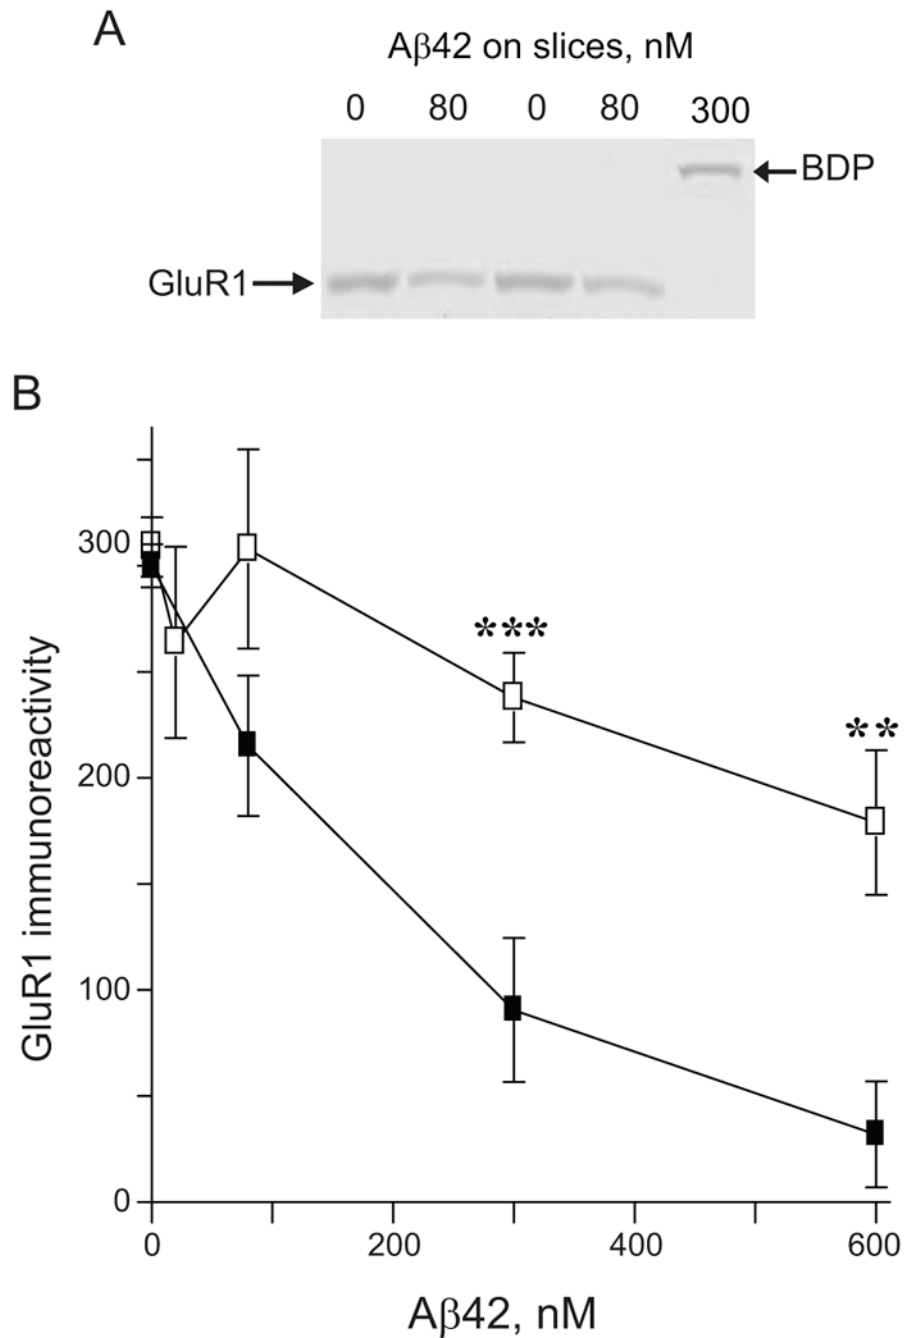 A
Aβ42 on slices, nM
0 80 0 80 300
BDP
GluR1
B
***
**
GluR1 immunoreactivity
300
200
100
0
0 200 400 600
Aβ42, nM